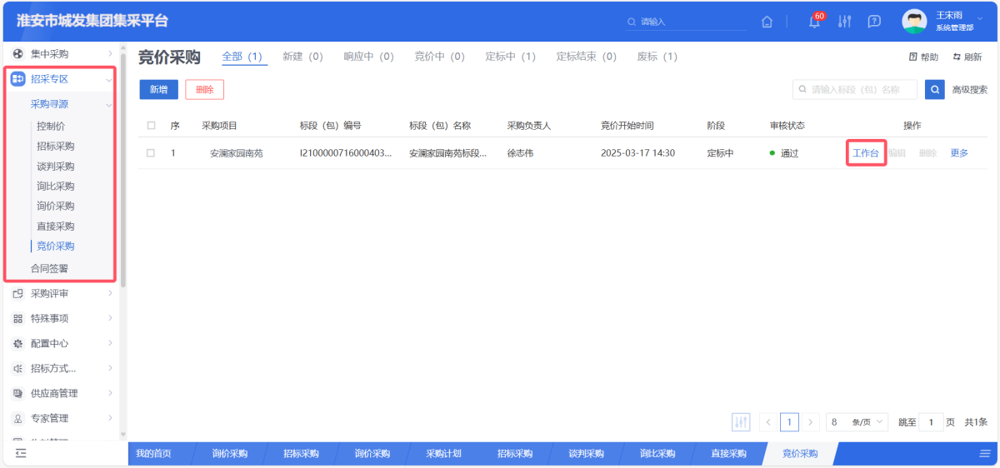 淮安市城发集团集采平台
请输入
60
王宋雨
系统管理部
集中采购
招采专区
采购寻源
控制价
招标采购
谈判采购
询比采购
询价采购
直接采购
竞价采购
合同签署
采购评审
特殊事项
配置中心
招标方式...
供应商管理
专家管理
竞价采购
全部（1） 新建（0） 响应中（0） 竞价中（0） 定标中（1） 定标结束（0） 废标（1）
帮助 刷新
新增 删除
请输入标段（包）名称
高级搜索
序 采购项目 标段（包）编号 标段（包）名称 采购负责人 竞价开始时间 阶段 审核状态 操作
1 安澜家园南苑 I2100000716000403... 安澜家园南苑标段... 徐志伟 2025-03-17 14:30 定标中 通过 工作台 编辑 删除 更多
1 8 条/页 跳至 1 页 共1条
我的首页 询价采购 招标采购 询价采购 采购计划 招标采购 谈判采购 询比采购 直接采购 竞价采购